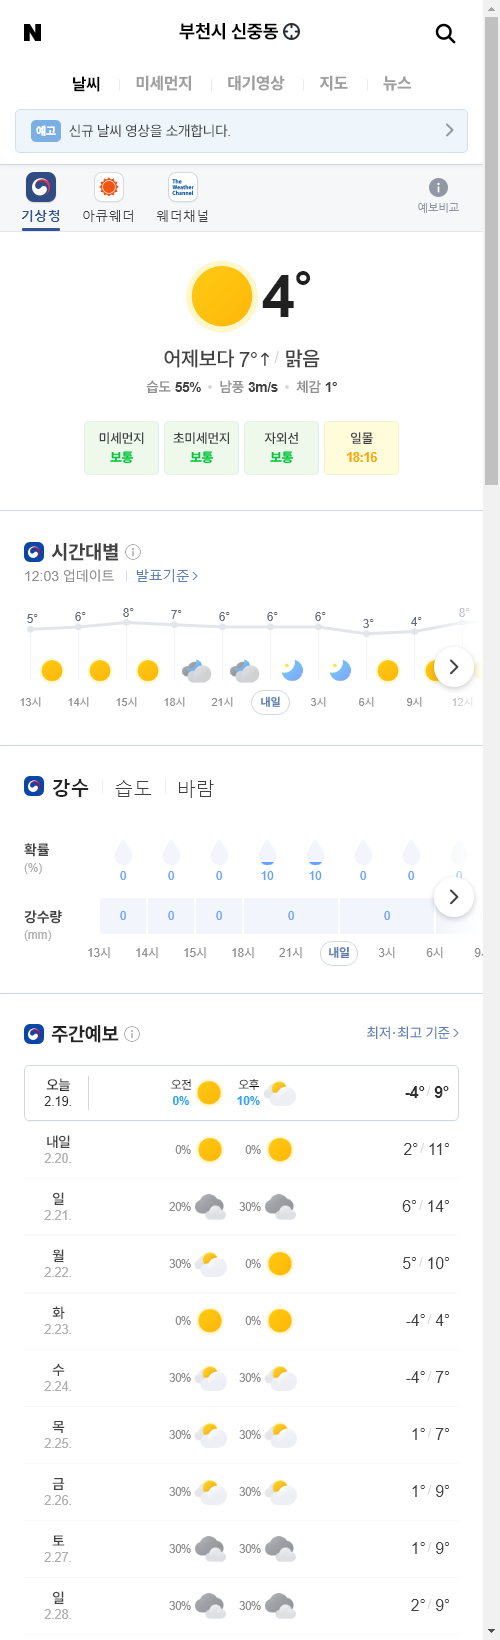 N
부천시 신중동
날씨 미세먼지 대기영상 지도 뉴스
예고 신규 날씨 영상을 소개합니다.
The Weather Channel
기상청 아큐웨더 웨더채널 예보비교
4°
어제보다 7°↑ / 맑음
습도 55% • 남풍 3m/s • 체감 1°
미세먼지 초미세먼지 자외선 일몰
보통 보통 보통 18:16
시간대별
12:03 업데이트 발표기준 >
5° 6° 8° 7° 6° 6° 6° 3° 4° 8°
13시 14시 15시 18시 21시 내일 3시 6시 9시 12시
강수 습도 바람
확률
(%)
0 0 0 10 10 0 0 0
강수량
(mm)
0 0 0 0 0
13시 14시 15시 18시 21시 내일 3시 6시 9
주간예보 최저·최고 기준 >
오늘 2.19. 오전 0% 오후 10% -4° / 9°
내일 2.20. 0% 0% 2° / 11°
일 2.21. 20% 30% 6° / 14°
월 2.22. 30% 0% 5° / 10°
화 2.23. 0% 0% -4° / 4°
수 2.24. 30% 30% -4° / 7°
목 2.25. 30% 30% 1° / 7°
금 2.26. 30% 30% 1° / 9°
토 2.27. 30% 30% 1° / 9°
일 2.28. 30% 30% 2° / 9°